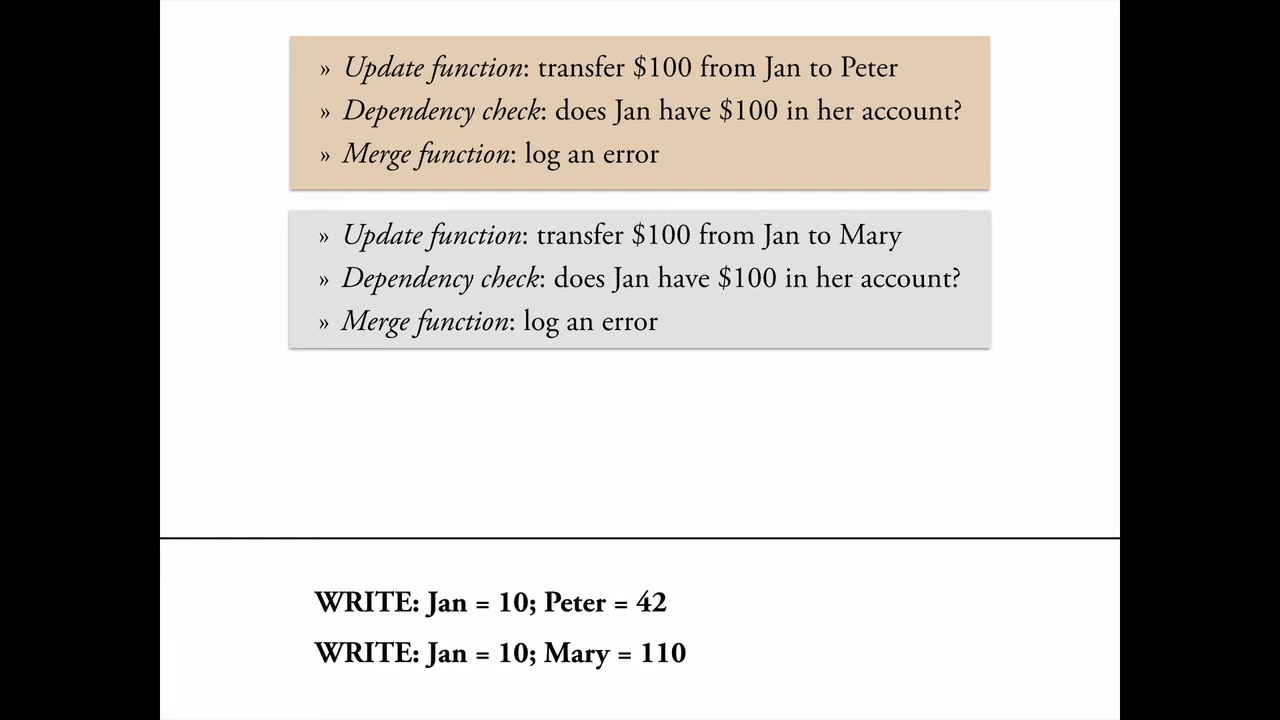 » Update function: transfer $100 from Jan to Peter
» Dependency check: does Jan have $100 in her account?
» Merge function: log an error
» Update function: transfer $100 from Jan to Mary
» Dependency check: does Jan have $100 in her account?
» Merge function: log an error
WRITE: Jan = 10; Peter = 42
WRITE: Jan = 10; Mary = 110